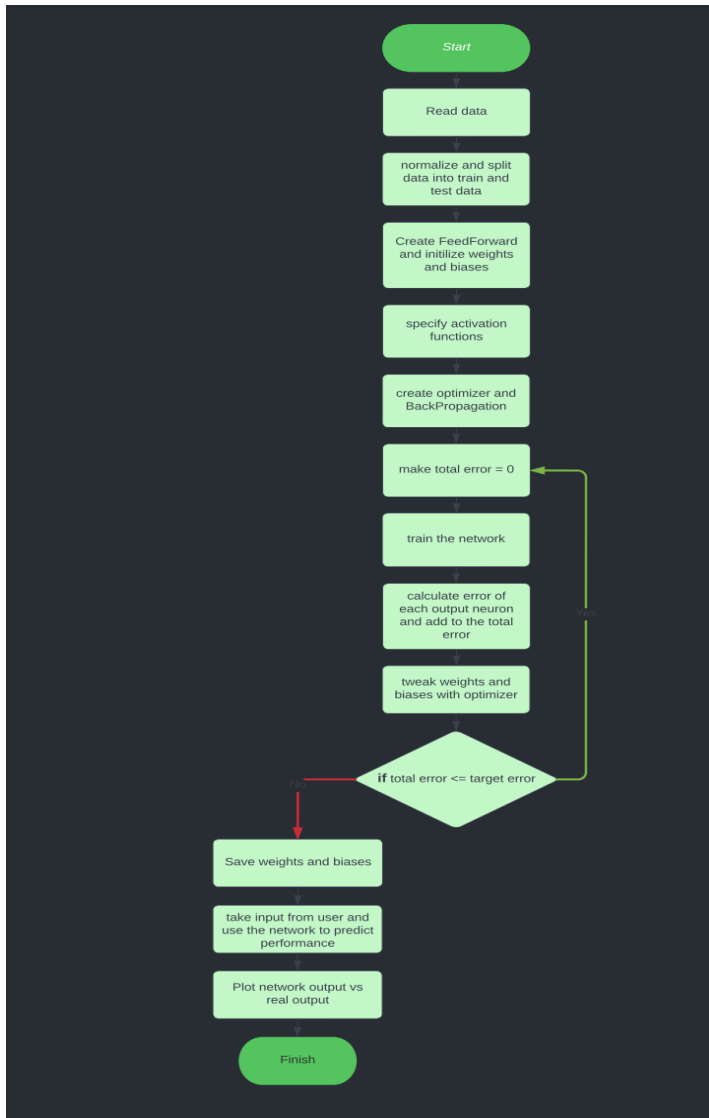 Start
Read data
normalize and split
data into train and
test data
Create FeedForward
and initilize weights
and biases
specify activation
functions
create optimizer and
BackPropagation
make total error = 0
train the network
calculate error of
each output neuron
and add to the total
error
Yes
tweak weights and
biases with optimizer
if total error <= target error
No
Save weights and biases
take input from user and
use the network to predict
performance
Plot network output vs
real output
Finish